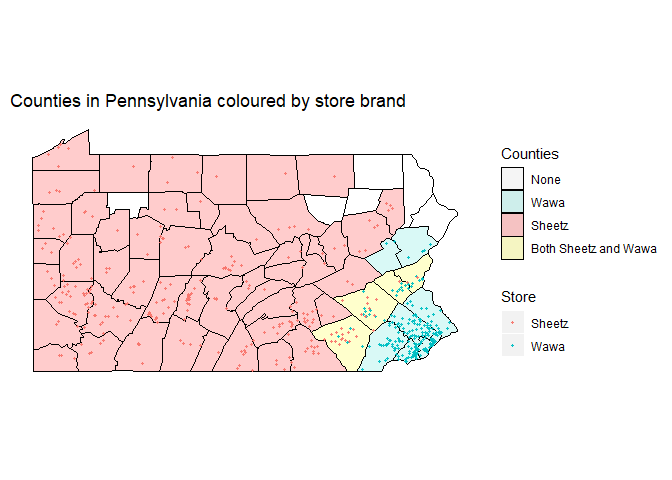 Counties in Pennsylvania coloured by store brand
Counties
None
Wawa
Sheetz
Both Sheetz and Wawa
Store
Sheetz
Wawa